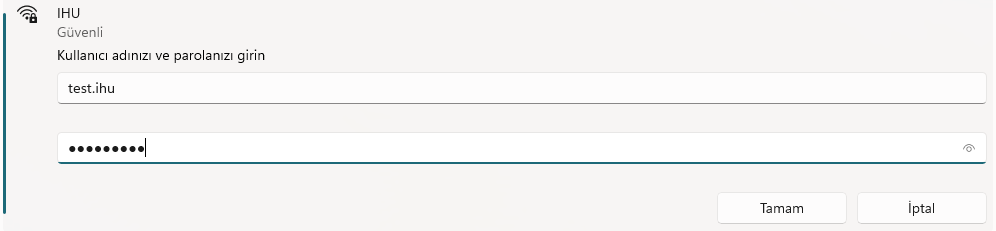 IHU
Güvenli
Kullanıcı adınızı ve parolanızı girin
test.ihu
●●●●●●●●●
Tamam İptal